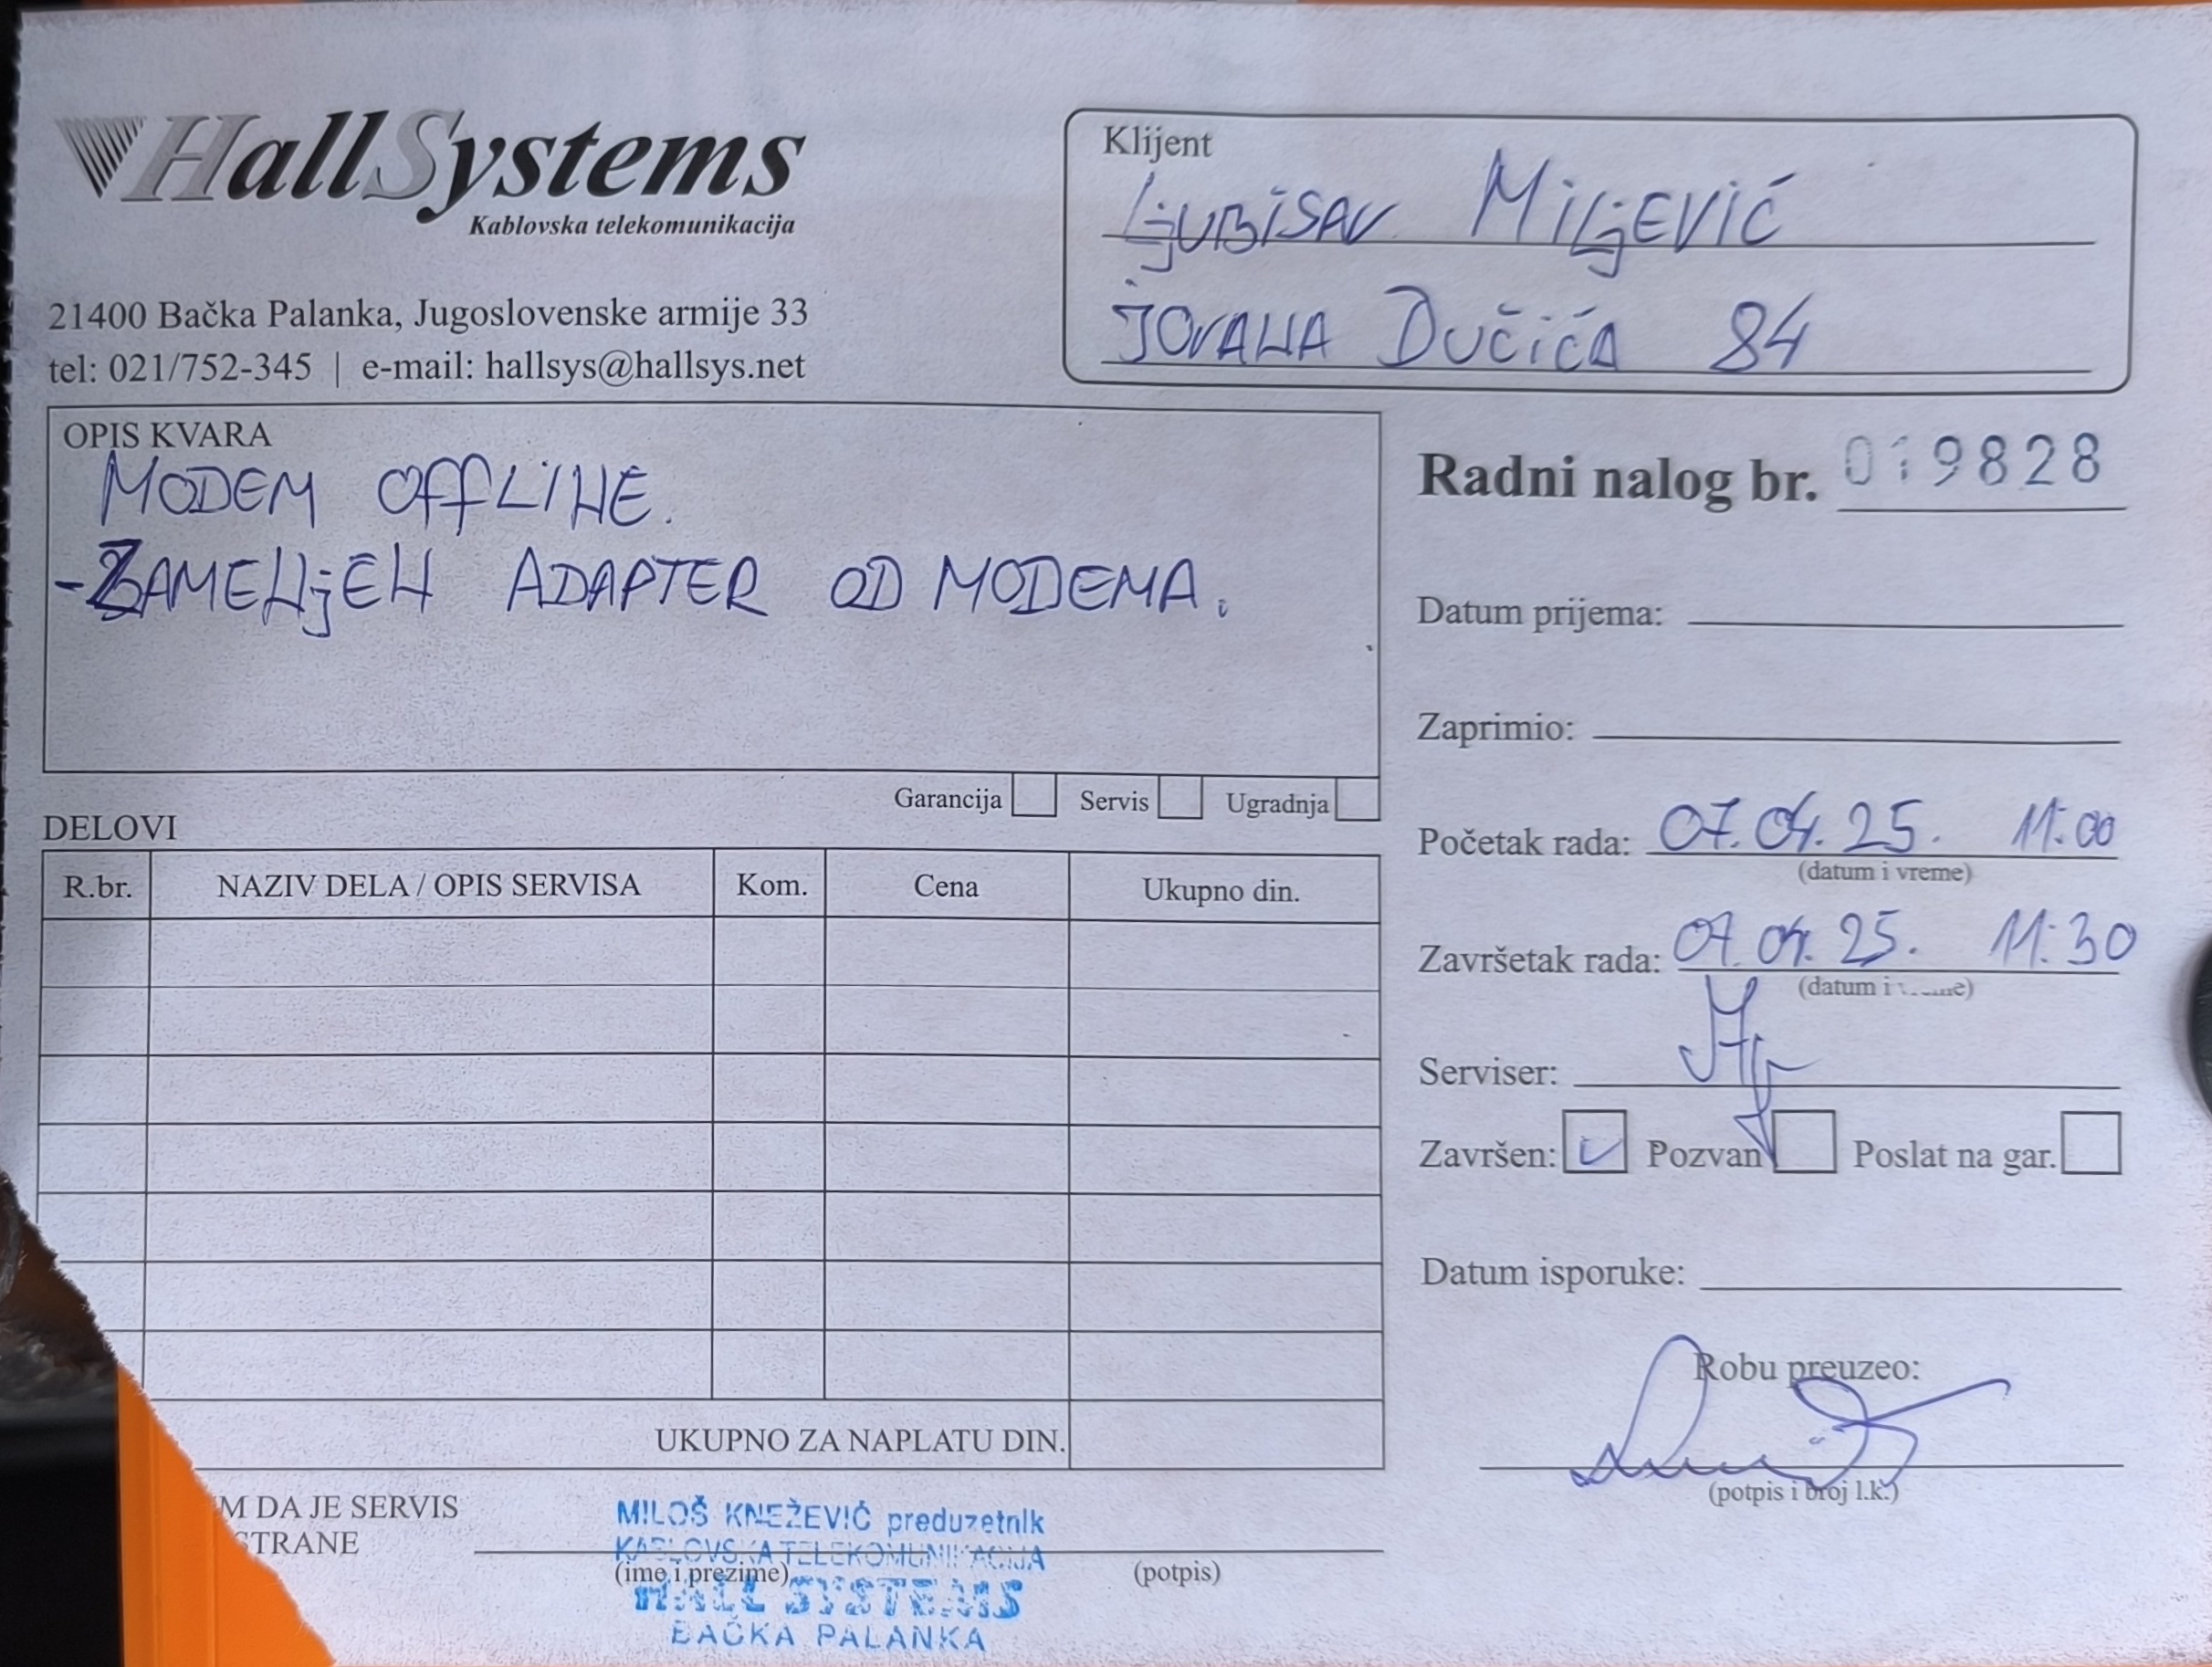 HallSystems
Kablovska telekomunikacija
21400 Bačka Palanka, Jugoslovenske armije 33
tel: 021/752-345 | e-mail: hallsys@hallsys.net
Klijent
Ljubisav Miljević
Jovana Dučića 84
OPIS KVARA
MODEM OFFLINE.
-ZAMENjEN ADAPTER OD MODEMA.
Garancija Servis Ugradnja
Radni nalog br. 019828
Datum prijema:
Zaprimio:
Početak rada: 07.04.25. 11:00
(datum i vreme)
Završetak rada: 07.04.25. 11:30
(datum i
Serviser:
Završen: Pozvan Poslat na gar.
Datum isporuke:
Robu preuzeo:
(potpis i broj l.k.)
DELOVI
R.br. NAZIV DELA / OPIS SERVISA Kom. Cena Ukupno din.
UKUPNO ZA NAPLATU DIN.
M DA JE SERVIS
STRANE
(ime i prezime) (potpis)
MILOŠ KNEŽEVIĆ preduzetnik
KABLOVSKA TELEKOMUNIKACIJA
HALL SYSTEMS
BAČKA PALANKA